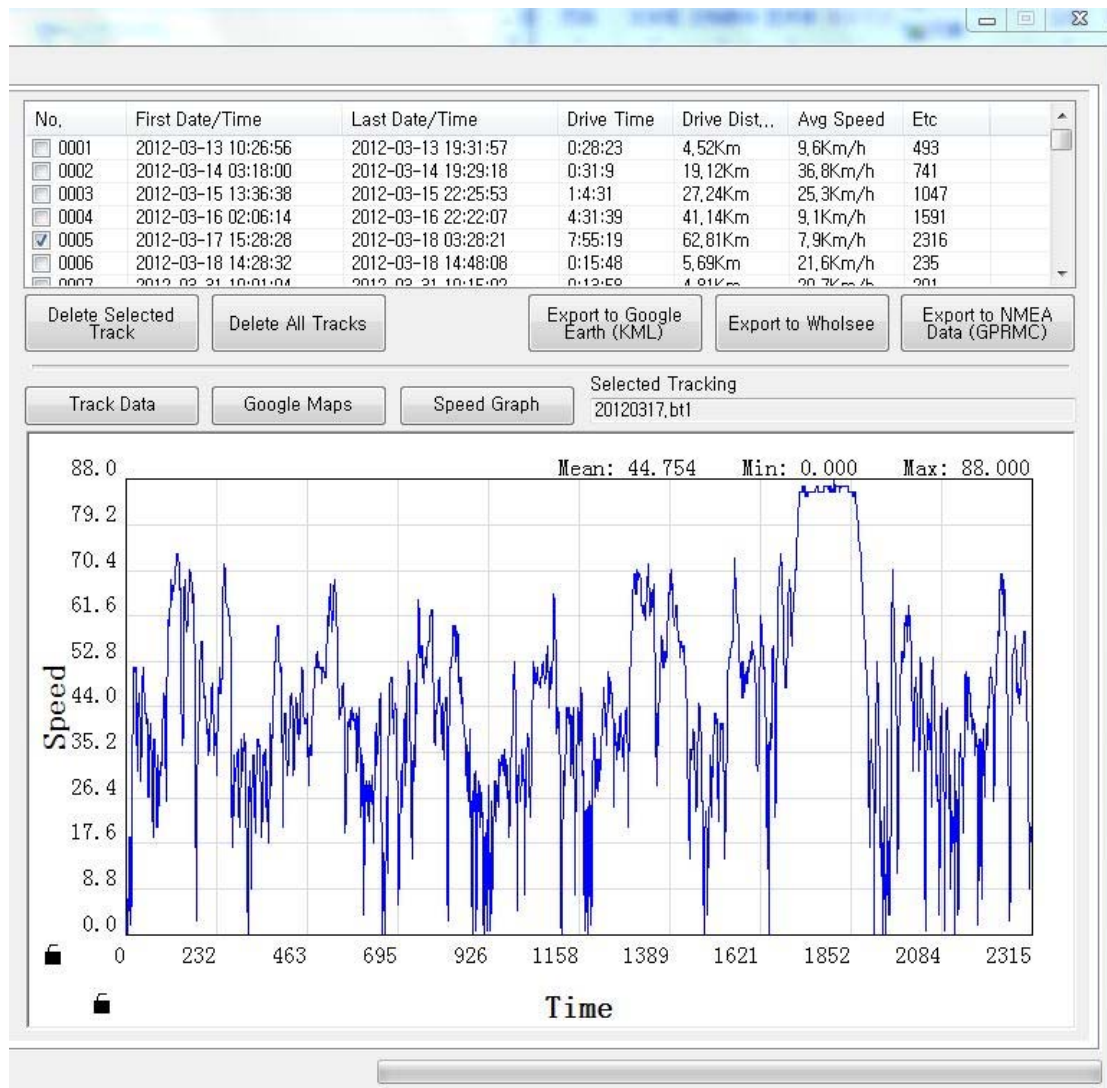 No. First Date/Time Last Date/Time Drive Time Drive Dist... Avg Speed Etc
0001 2012-03-13 10:26:56 2012-03-13 19:31:57 0:28:23 4.52Km 9.6Km/h 493
0002 2012-03-14 03:18:00 2012-03-14 19:29:18 0:31:9 19.12Km 36.8Km/h 741
0003 2012-03-15 13:36:38 2012-03-15 22:25:53 1:4:31 27.24Km 25.3Km/h 1047
0004 2012-03-16 02:06:14 2012-03-16 22:22:07 4:31:39 41.14Km 9.1Km/h 1591
0005 2012-03-17 15:28:28 2012-03-18 03:28:21 7:55:19 62.81Km 7.9Km/h 2316
0006 2012-03-18 14:28:32 2012-03-18 14:48:08 0:15:48 5.69Km 21.6Km/h 235
Delete Selected
Track
Delete All Tracks
Export to Google
Earth (KML)
Export to Wholsee
Export to NMEA
Data (GPRMC)
Track Data
Google Maps
Speed Graph
Selected Tracking
20120317.bt1
Mean: 44.754 Min: 0.000 Max: 88.000
88.0
79.2
70.4
61.6
52.8
44.0
35.2
26.4
17.6
8.8
0.0
Speed
0 232 463 695 926 1158 1389 1621 1852 2084 2315
Time